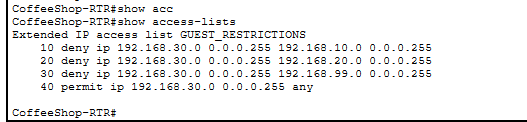 CoffeeShop-RTR#show acc
CoffeeShop-RTR#show access-lists
Extended IP access list GUEST_RESTRICTIONS
10 deny ip 192.168.30.0 0.0.0.255 192.168.10.0 0.0.0.255
20 deny ip 192.168.30.0 0.0.0.255 192.168.20.0 0.0.0.255
30 deny ip 192.168.30.0 0.0.0.255 192.168.99.0 0.0.0.255
40 permit ip 192.168.30.0 0.0.0.255 any
CoffeeShop-RTR#